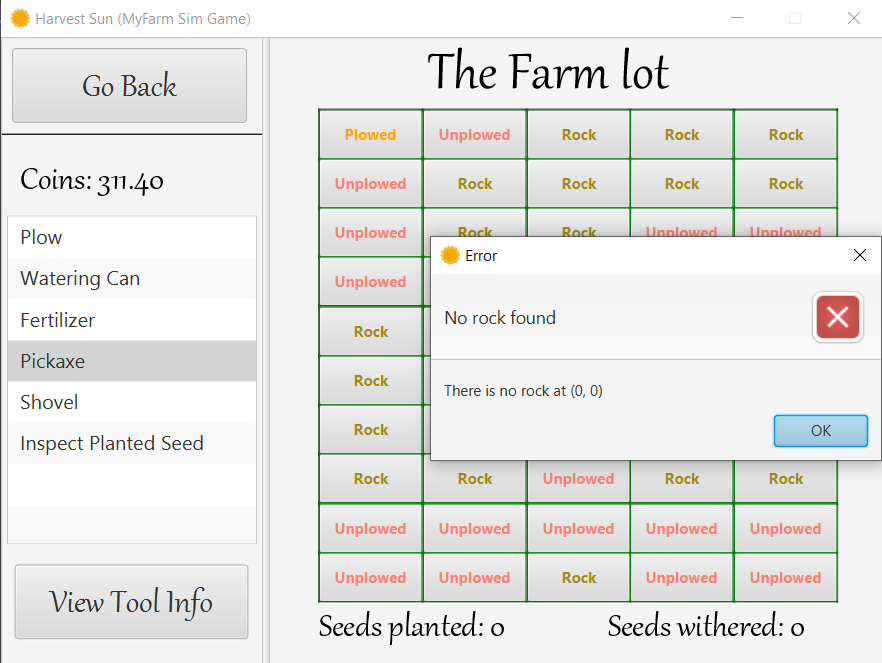 Harvest Sun (MyFarm Sim Game)
Go Back
Coins: 311.40
Plow
Watering Can
Fertilizer
Pickaxe
Shovel
Inspect Planted Seed
View Tool Info
The Farm lot
Plowed Unplowed Rock Rock Rock
Unplowed Rock Rock Rock Rock
Unplowed Rock Rock Unplowed Unplowed
Unplowed
Rock
Rock
Rock
Rock Rock Unplowed Rock Rock
Unplowed Unplowed Unplowed Unplowed Unplowed
Unplowed Unplowed Rock Unplowed Unplowed
Seeds planted: 0 Seeds withered: 0
Error
No rock found
There is no rock at (0, 0)
OK